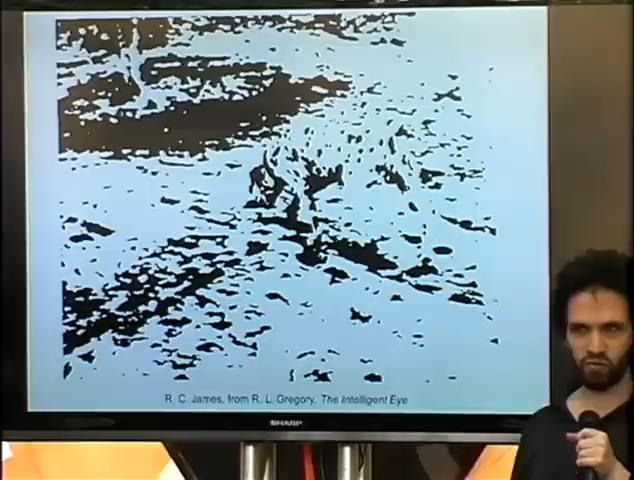 R. C. James, from R. L. Gregory, The Intelligent Eye
SHARP